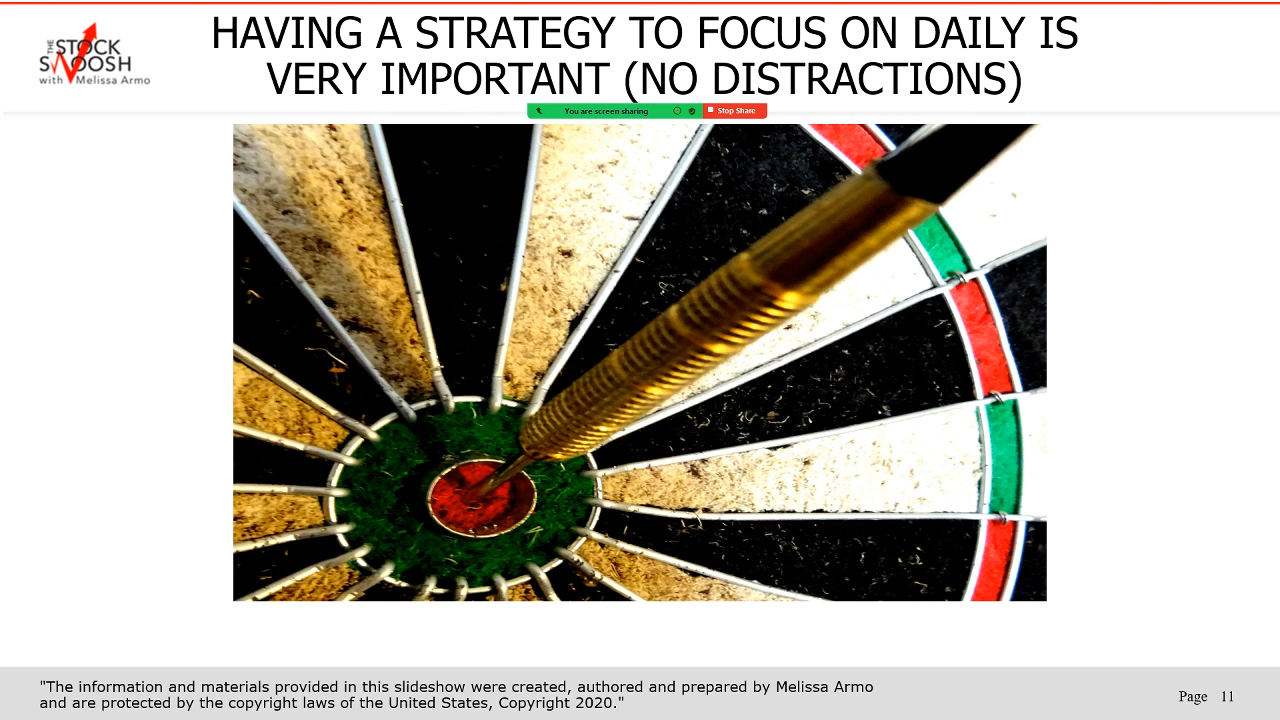 THE
STOCK
SWOOSH
with Melissa Armo
HAVING A STRATEGY TO FOCUS ON DAILY IS
VERY IMPORTANT (NO DISTRACTIONS)
You are screen sharing
Stop Share
"The information and materials provided in this slideshow were created, authored and prepared by Melissa Armo
and are protected by the copyright laws of the United States, Copyright 2020."
Page 11